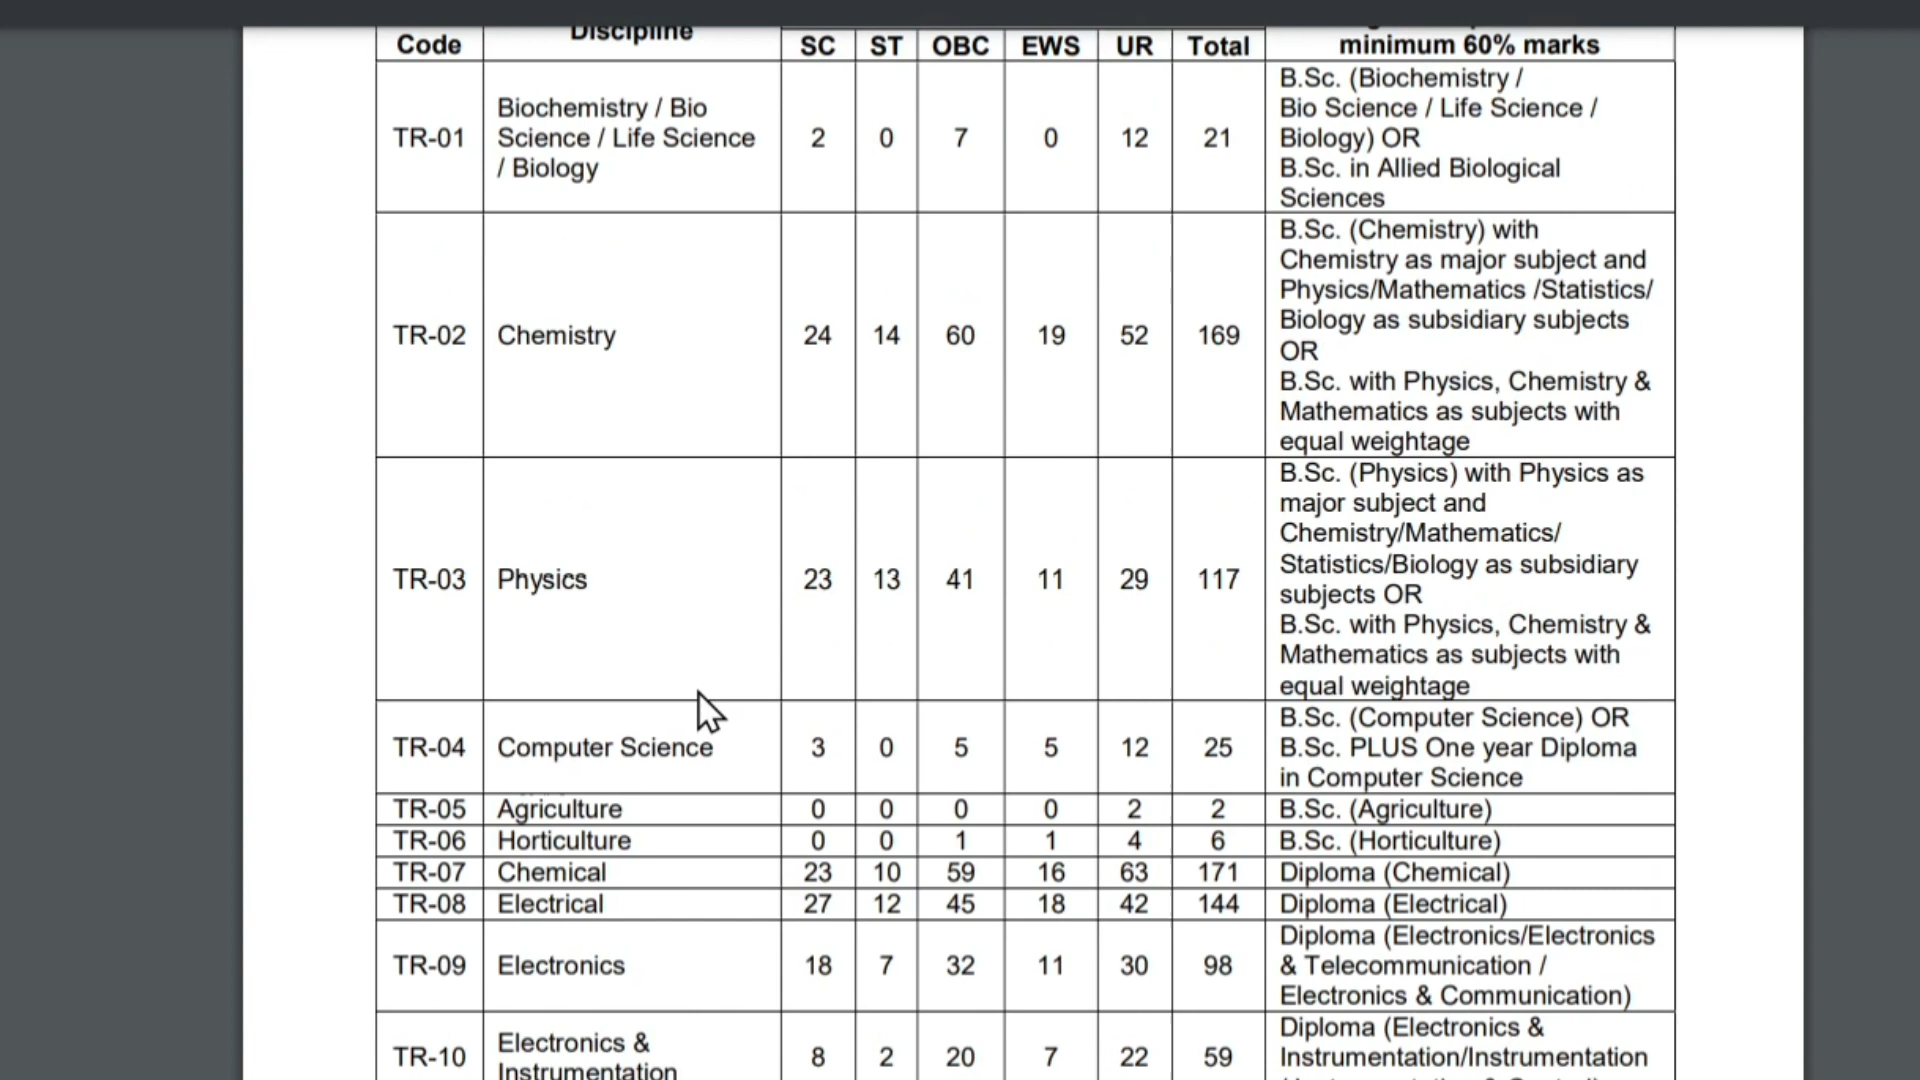 Discipline
Code SC ST OBC EWS UR Total minimum 60% marks
B.Sc. (Biochemistry /
Biochemistry / Bio Bio Science / Life Science /
TR-01 Science / Life Science 2 0 7 0 12 21 Biology) OR
/ Biology B.Sc. in Allied Biological
Sciences
B.Sc. (Chemistry) with
Chemistry as major subject and
Physics/Mathematics /Statistics/
Biology as subsidiary subjects
TR-02 Chemistry 24 14 60 19 52 169 OR
B.Sc. with Physics, Chemistry &
Mathematics as subjects with
equal weightage
B.Sc. (Physics) with Physics as
major subject and
Chemistry/Mathematics/
Statistics/Biology as subsidiary
TR-03 Physics 23 13 41 11 29 117 subjects OR
B.Sc. with Physics, Chemistry &
Mathematics as subjects with
equal weightage
B.Sc. (Computer Science) OR
TR-04 Computer Science 3 0 5 5 12 25 B.Sc. PLUS One year Diploma
in Computer Science
TR-05 Agriculture 0 0 0 0 2 2 B.Sc. (Agriculture)
TR-06 Horticulture 0 0 1 1 4 6 B.Sc. (Horticulture)
TR-07 Chemical 23 10 59 16 63 171 Diploma (Chemical)
TR-08 Electrical 27 12 45 18 42 144 Diploma (Electrical)
Diploma (Electronics/Electronics
TR-09 Electronics 18 7 32 11 30 98 & Telecommunication /
Electronics & Communication)
Electronics & Diploma (Electronics &
TR-10 8 2 20 7 22 59 Instrumentation/Instrumentation
Instrumentation